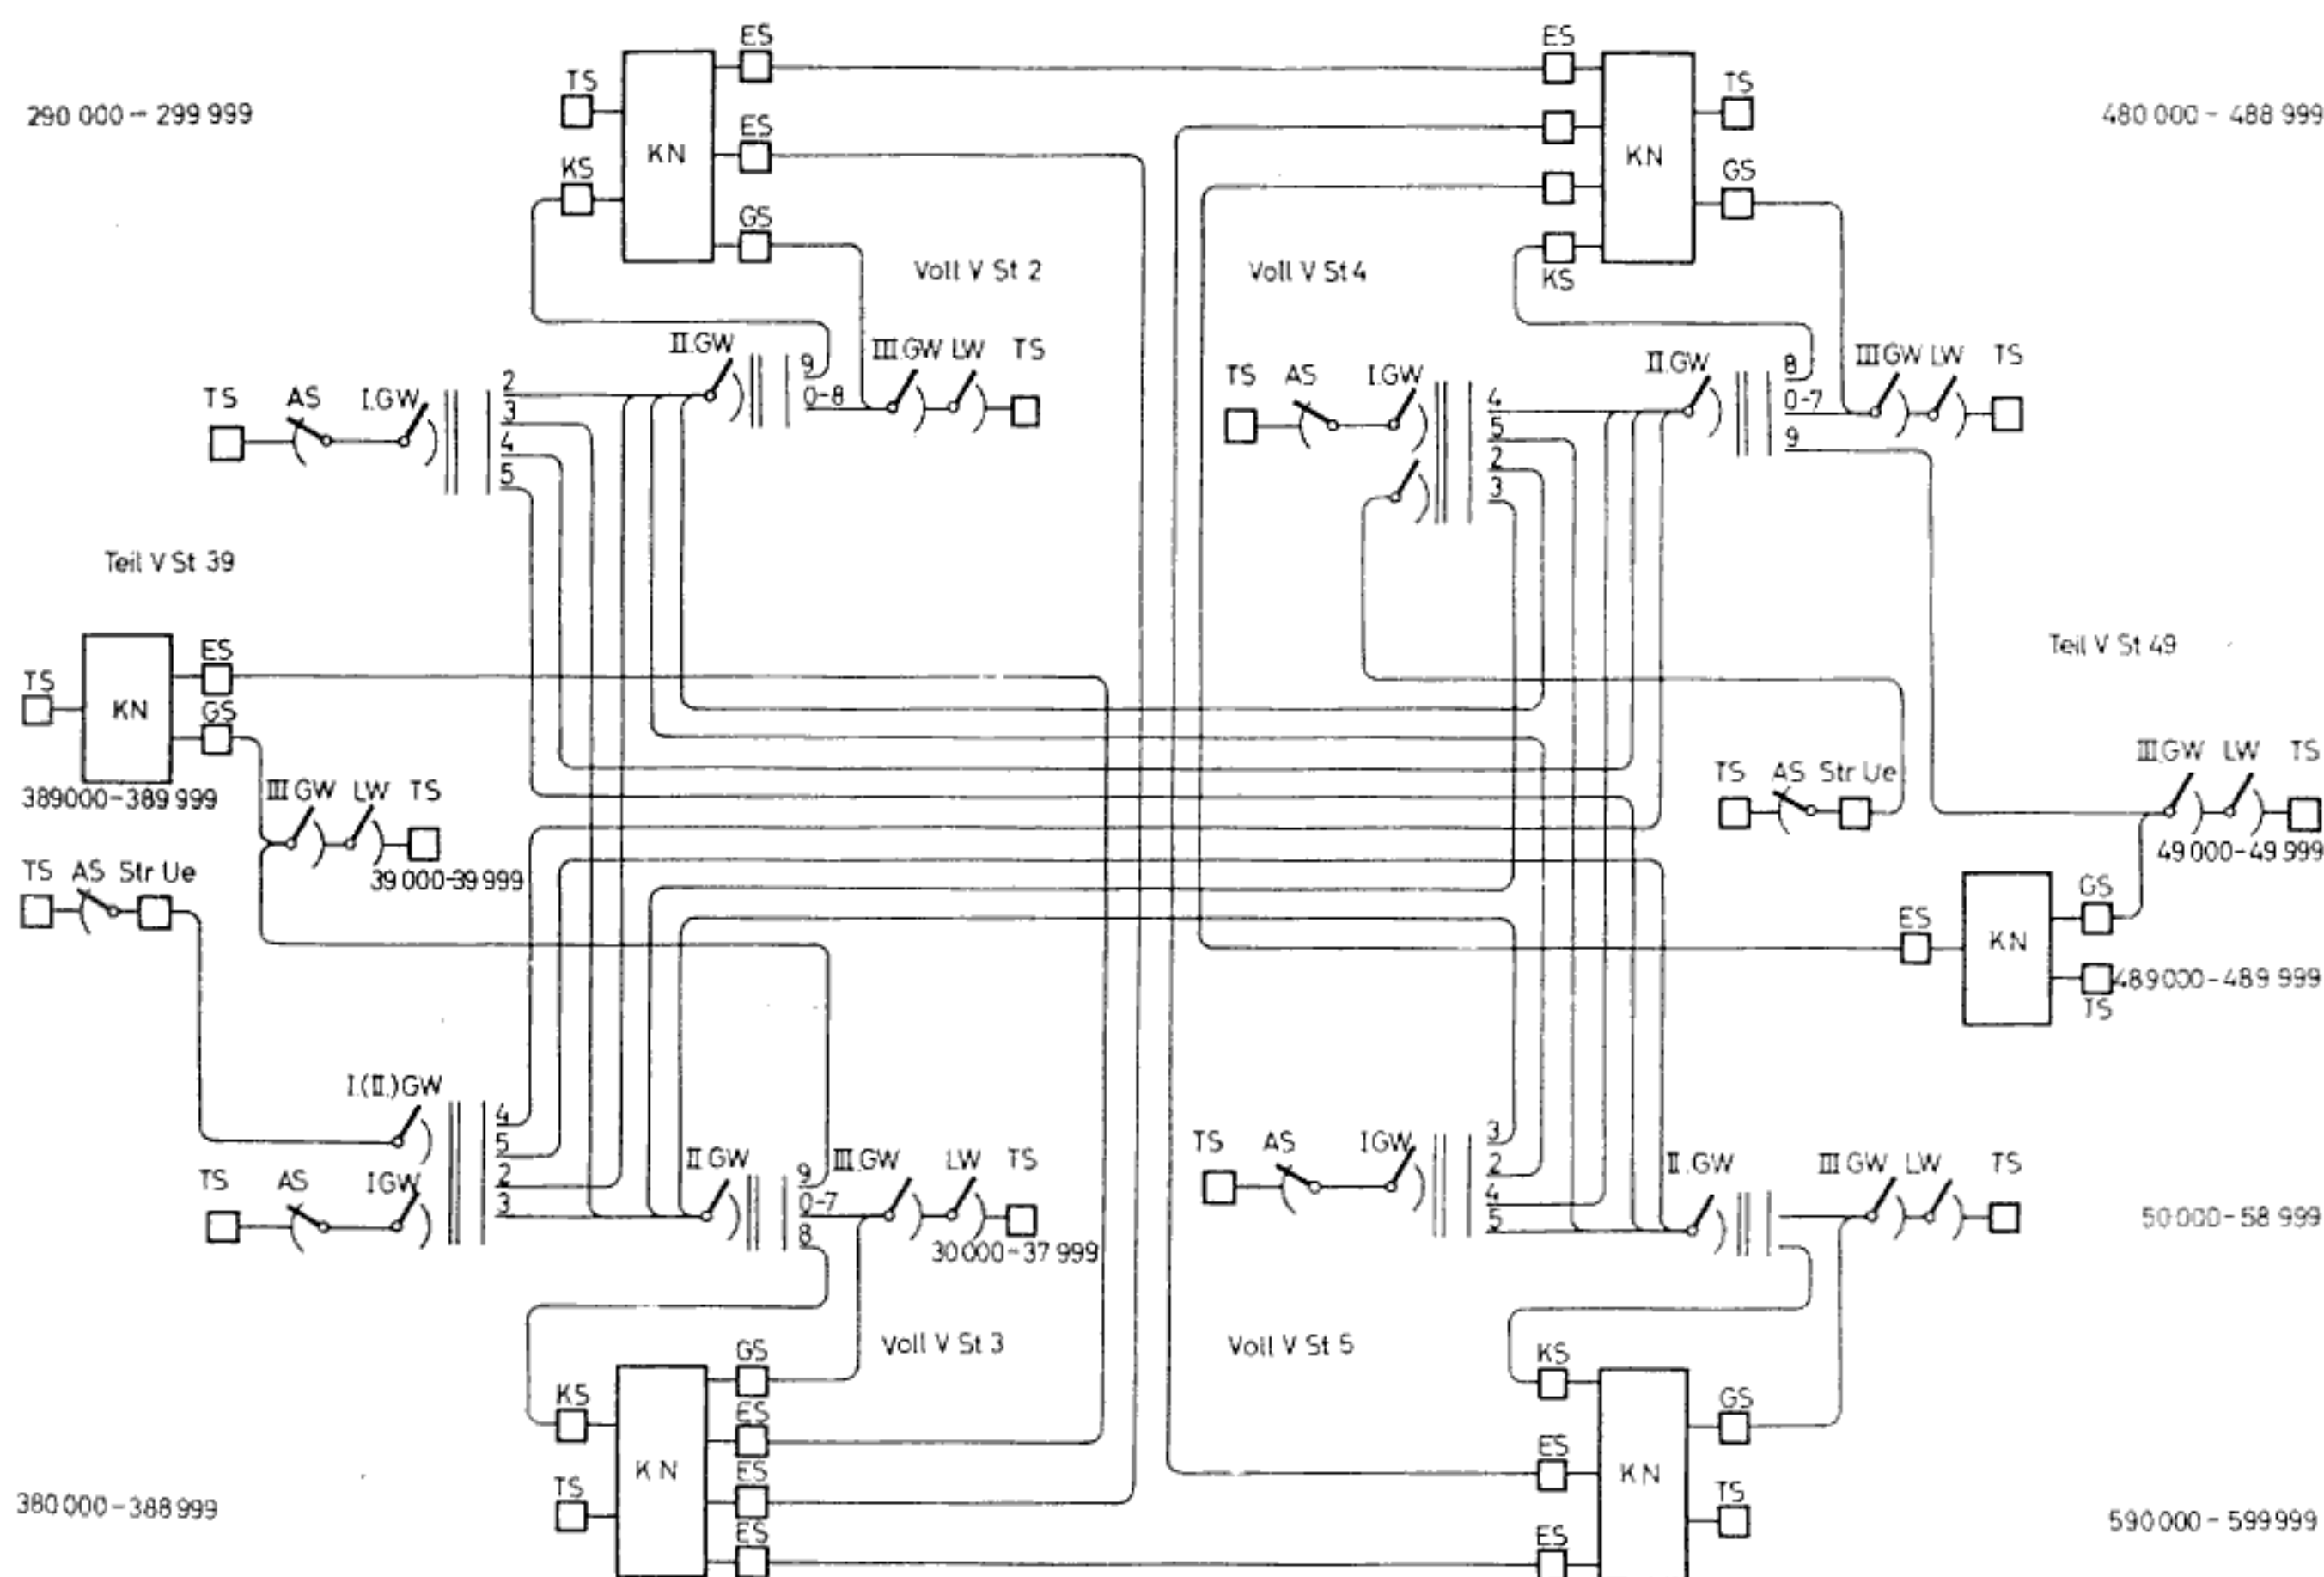 ES ES
TS TS
290 000 - 299 999 480 000 - 488 999
ES
KN KN
KS GS
GS
Voll V St 2 Voll V St 4
KS
II.GW III.GW LW TS II.GW III GW LW TS
9 8
TS AS I.GW 2 0-8 TS AS I.GW 4 0-7
3 5 9
4 2
5 3
Teil V St 39
Teil V St 49
ES
TS KN
GS
III.GW LW TS
TS AS Str Ue
389000-389 999 III GW LW TS
49 000-49 999
TS AS Str Ue 39 000-39 999
GS
ES
KN
489000-489 999
TS
I.(II.)GW
4 3
5 II GW 9 III.GW LW TS TS AS IGW 2 II.GW III GW LW TS
TS AS IGW 2 0-7 4
3 8 5 50 000-58 999
30 000-37 999
Voll V St 3 Voll V St 5
GS KS
KS ES GS
ES ES
KN KN
TS TS
380 000-388 999 590 000-599 999
ES ES